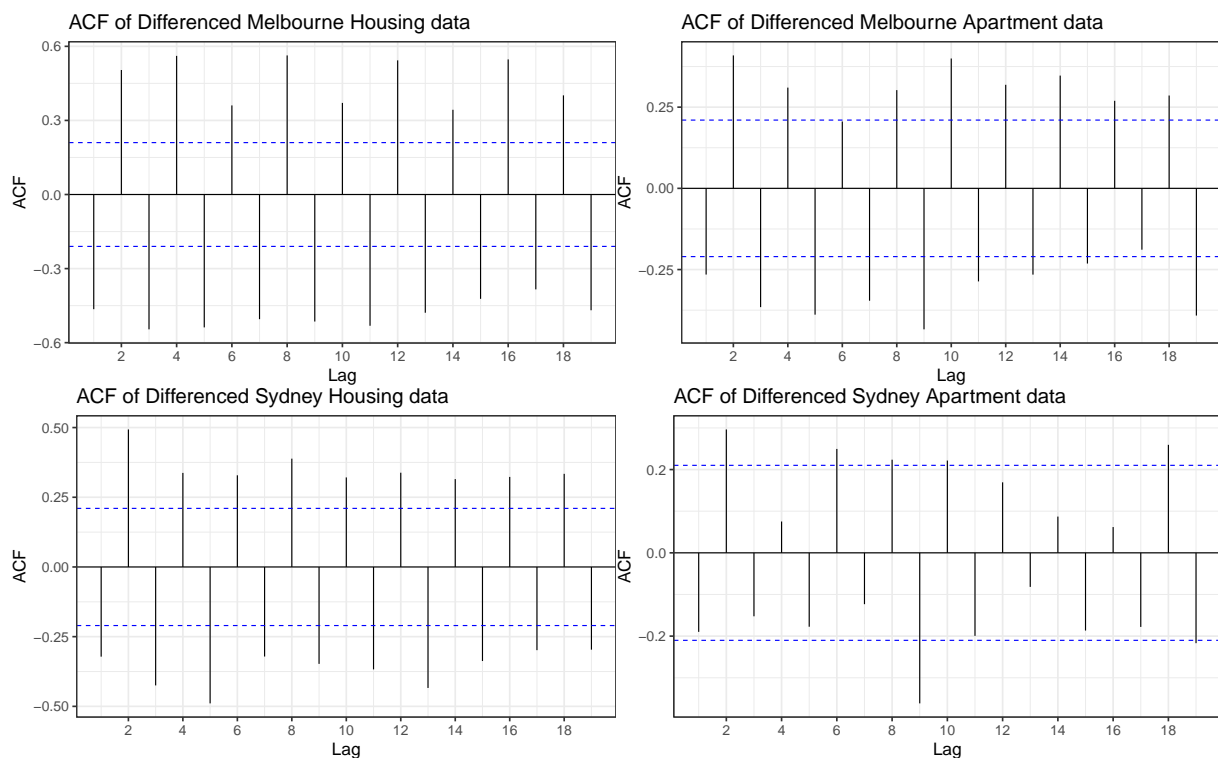 ACF of Differenced Melbourne Housing data
0.6
0.3
0.0
−0.3
−0.6
ACF
2 4 6 8 10 12 14 16 18
Lag
ACF of Differenced Melbourne Apartment data
0.25
0.00
−0.25
ACF
2 4 6 8 10 12 14 16 18
Lag
ACF of Differenced Sydney Housing data
0.50
0.25
0.00
−0.25
−0.50
ACF
2 4 6 8 10 12 14 16 18
Lag
ACF of Differenced Sydney Apartment data
0.2
0.0
−0.2
ACF
2 4 6 8 10 12 14 16 18
Lag